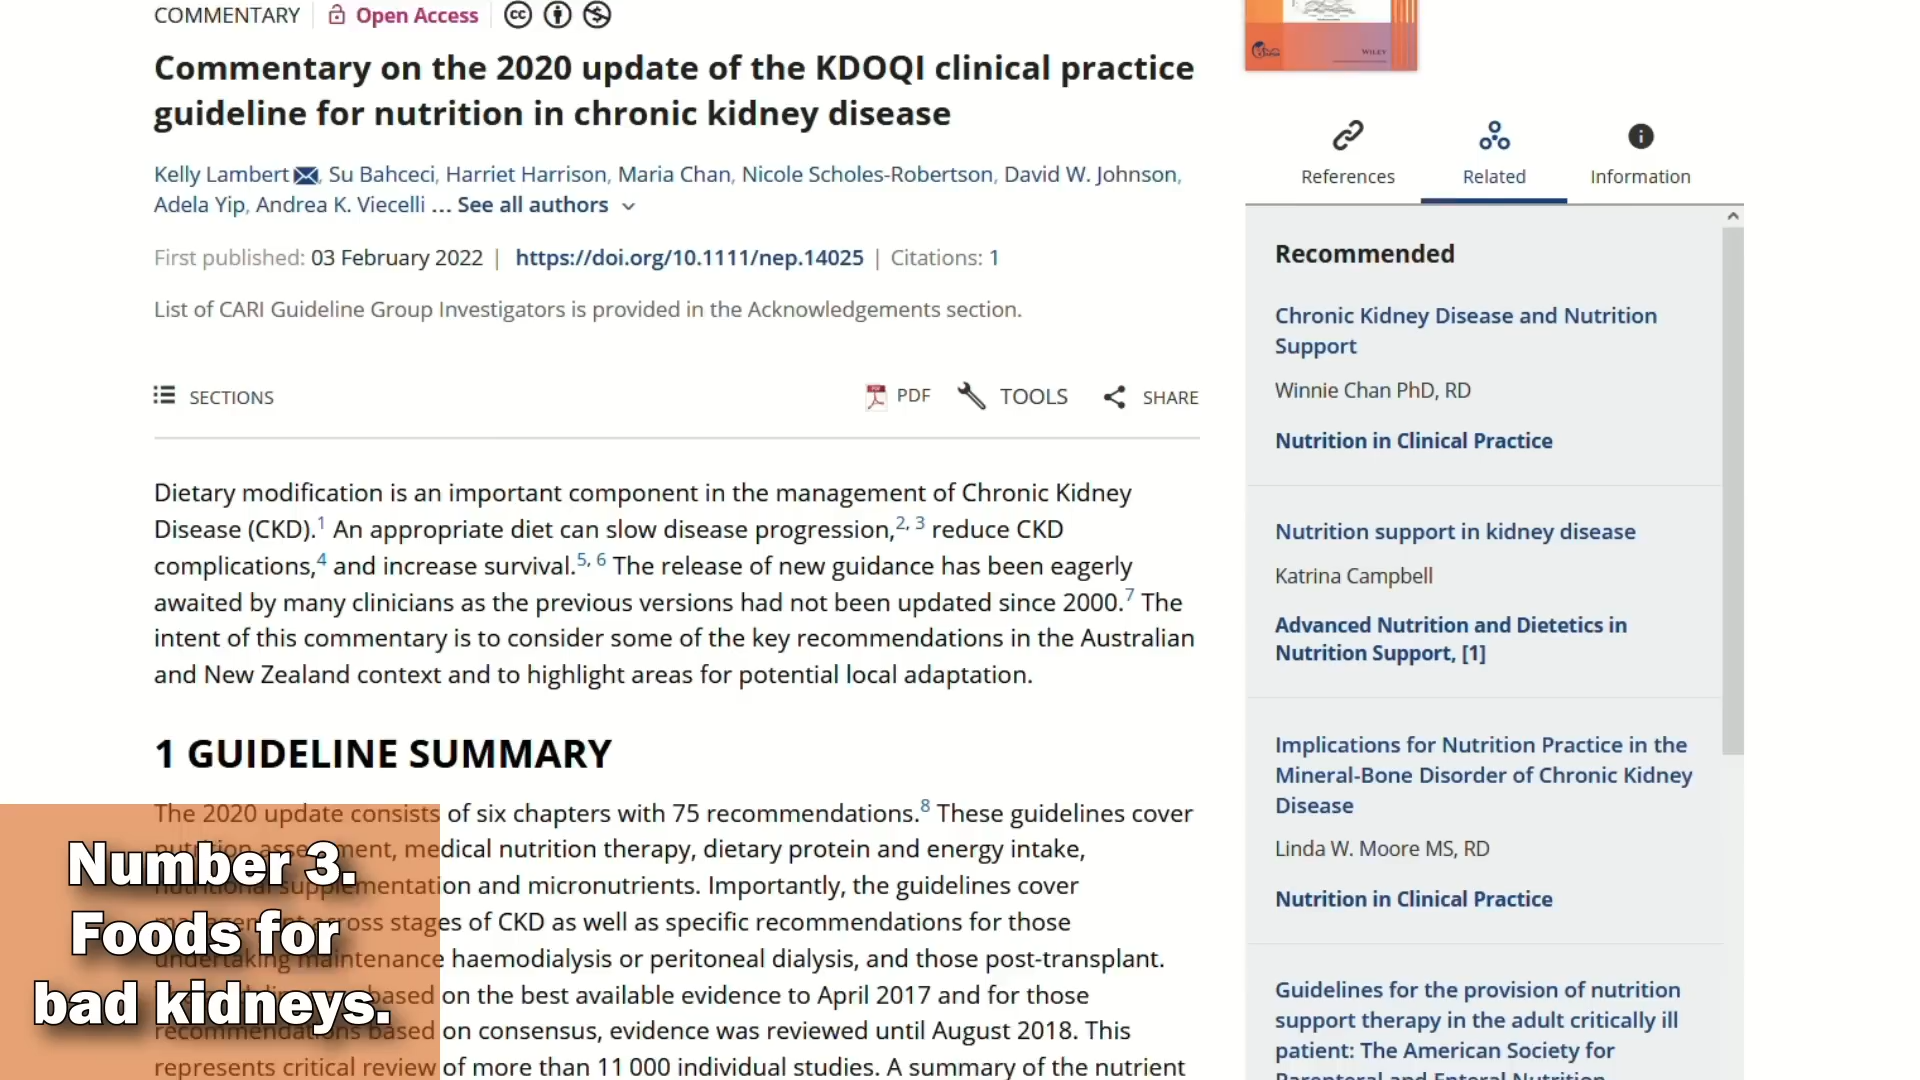 COMMENTARY Open Access
Commentary on the 2020 update of the KDOQI clinical practice
guideline for nutrition in chronic kidney disease
Kelly Lambert, Su Bahceci, Harriet Harrison, Maria Chan, Nicole Scholes-Robertson, David W. Johnson,
Adela Yip, Andrea K. Viecelli ... See all authors
First published: 03 February 2022 | https://doi.org/10.1111/nep.14025 | Citations: 1
List of CARI Guideline Group Investigators is provided in the Acknowledgements section.
SECTIONS PDF TOOLS SHARE
Dietary modification is an important component in the management of Chronic Kidney
Disease (CKD).1 An appropriate diet can slow disease progression,2, 3 reduce CKD
complications,4 and increase survival.5, 6 The release of new guidance has been eagerly
awaited by many clinicians as the previous versions had not been updated since 2000.7 The
intent of this commentary is to consider some of the key recommendations in the Australian
and New Zealand context and to highlight areas for potential local adaptation.
1 GUIDELINE SUMMARY
The 2020 update consists of six chapters with 75 recommendations.8 These guidelines cover
medical nutrition therapy, dietary protein and energy intake,
supplementation and micronutrients. Importantly, the guidelines cover
across stages of CKD as well as specific recommendations for those
undertaking maintenance haemodialysis or peritoneal dialysis, and those post-transplant.
based on the best available evidence to April 2017 and for those
recommendations based on consensus, evidence was reviewed until August 2018. This
represents critical review of more than 11 000 individual studies. A summary of the nutrient
Number 3.
Foods for
bad kidneys.
WILEY
References Related Information
Recommended
Chronic Kidney Disease and Nutrition
Support
Winnie Chan PhD, RD
Nutrition in Clinical Practice
Nutrition support in kidney disease
Katrina Campbell
Advanced Nutrition and Dietetics in
Nutrition Support, [1]
Implications for Nutrition Practice in the
Mineral-Bone Disorder of Chronic Kidney
Disease
Linda W. Moore MS, RD
Nutrition in Clinical Practice
Guidelines for the provision of nutrition
support therapy in the adult critically ill
patient: The American Society for
Parenteral and Enteral Nutrition